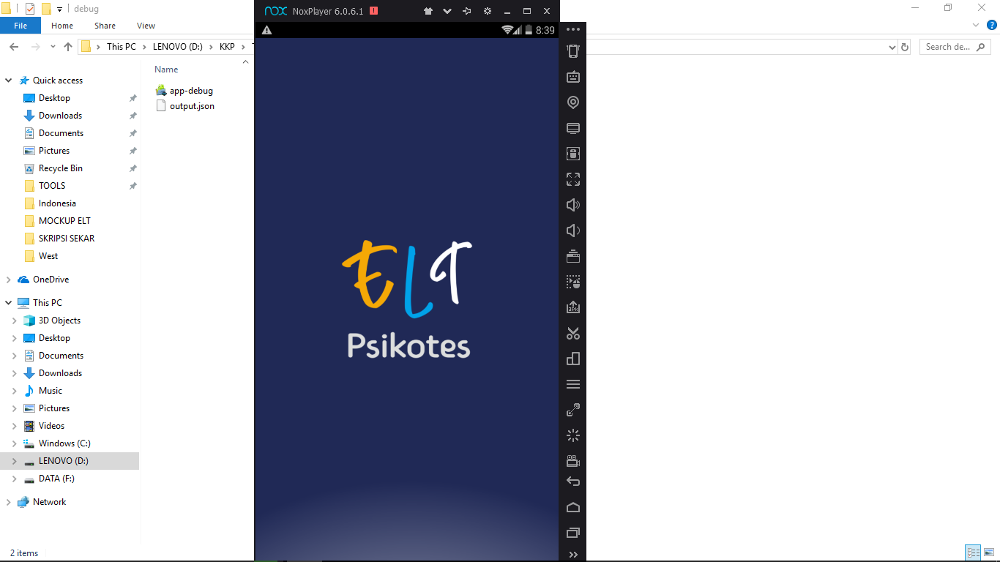 debug
File Home Share View
This PC LENOVO (D:) KKP
Search de...
Name
app-debug
output.json
Quick access
Desktop
Downloads
Documents
Pictures
Recycle Bin
TOOLS
Indonesia
MOCKUP ELT
SKRIPSI SEKAR
West
OneDrive
This PC
3D Objects
Desktop
Documents
Downloads
Music
Pictures
Videos
Windows (C:)
LENOVO (D:)
DATA (F:)
Network
2 items
nox NoxPlayer 6.0.6.1
8:39
ELT
Psikotes